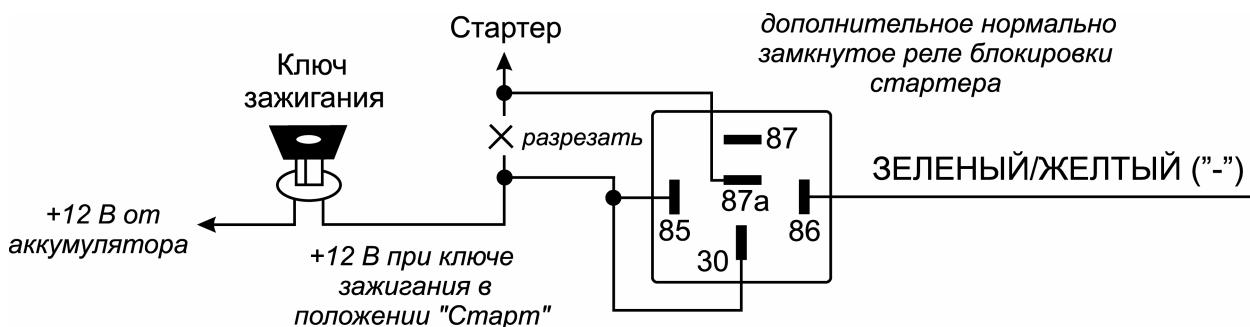 Стартер
дополнительное нормально
замкнутое реле блокировки
стартера
Ключ
зажигания
разрезать
87
ЗЕЛЕНЫЙ/ЖЕЛТЫЙ ("-")
87а
85
86
30
+12 В от
аккумулятора
+12 В при ключе
зажигания в
положении "Старт"